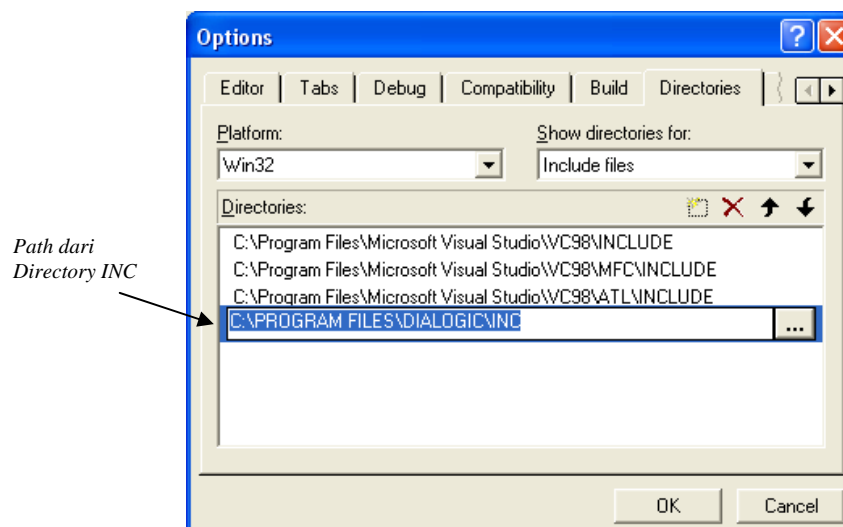 Options
Editor Tabs Debug Compatibility Build Directories
Platform: Show directories for:
Win32 Include files
Directories:
C:\Program Files\Microsoft Visual Studio\VC98\INCLUDE
C:\Program Files\Microsoft Visual Studio\VC98\MFC\INCLUDE
C:\Program Files\Microsoft Visual Studio\VC98\ATL\INCLUDE
C:\PROGRAM FILES\DIALOGIC\INC ...
Path dari
Directory INC
OK Cancel